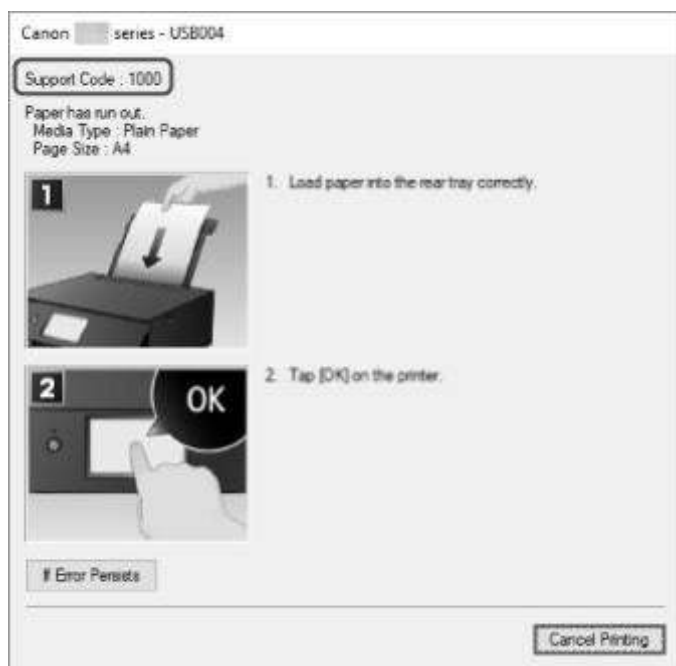 Canon series - USB004
Support Code : 1000
Paper has run out.
Media Type : Plain Paper
Page Size : A4
1
1. Load paper into the rear tray correctly.
2
OK
2. Tap [OK] on the printer.
If Error Persists
Cancel Printing